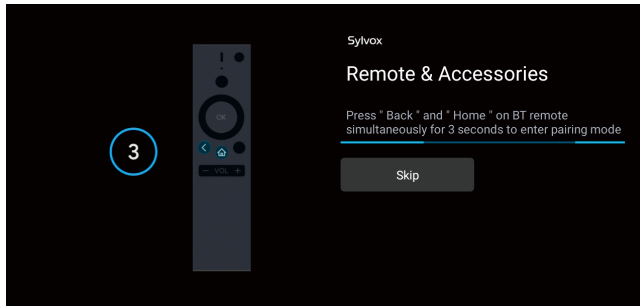 Sylvox
Remote & Accessories
Press " Back " and " Home " on BT remote
simultaneously for 3 seconds to enter pairing mode
Skip
3
OK
− VOL +